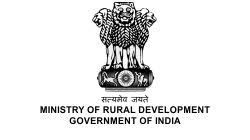 सत्यमेव जयते
MINISTRY OF RURAL DEVELOPMENT
GOVERNMENT OF INDIA